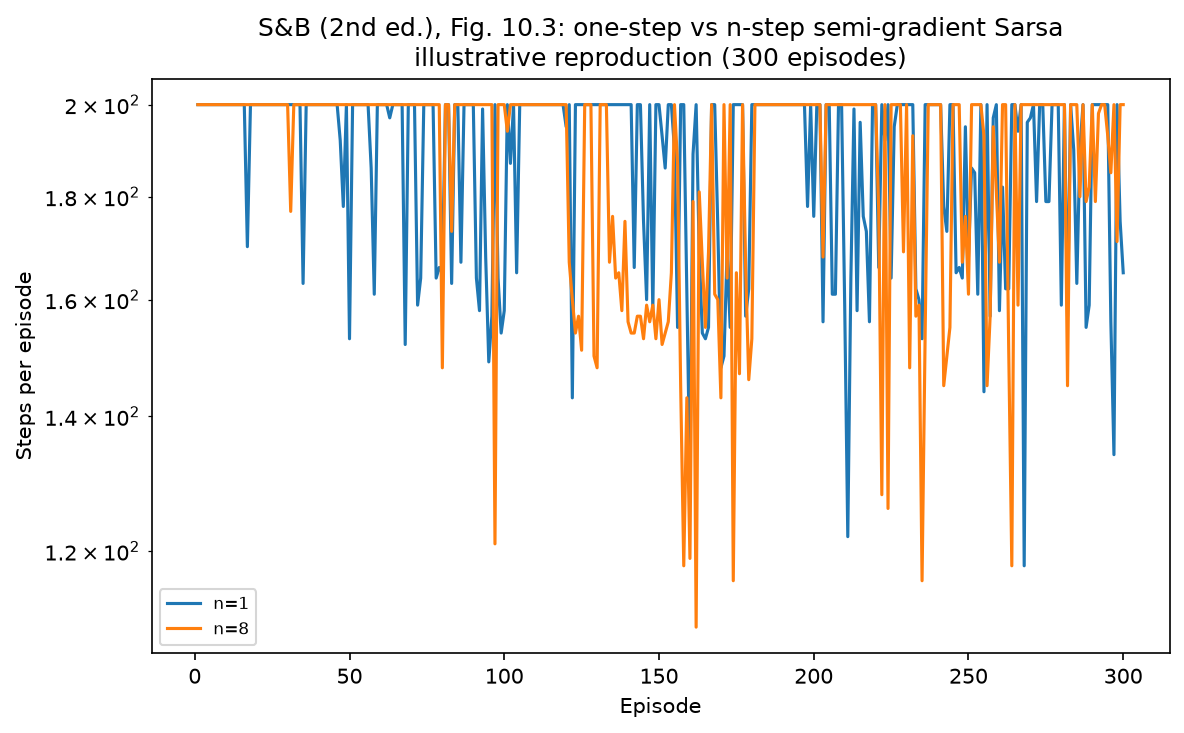 S&B (2nd ed.), Fig. 10.3: one-step vs n-step semi-gradient Sarsa
illustrative reproduction (300 episodes)
Steps per episode
2 × 10²
1.8 × 10²
1.6 × 10²
1.4 × 10²
1.2 × 10²
n=1
n=8
0 50 100 150 200 250 300
Episode